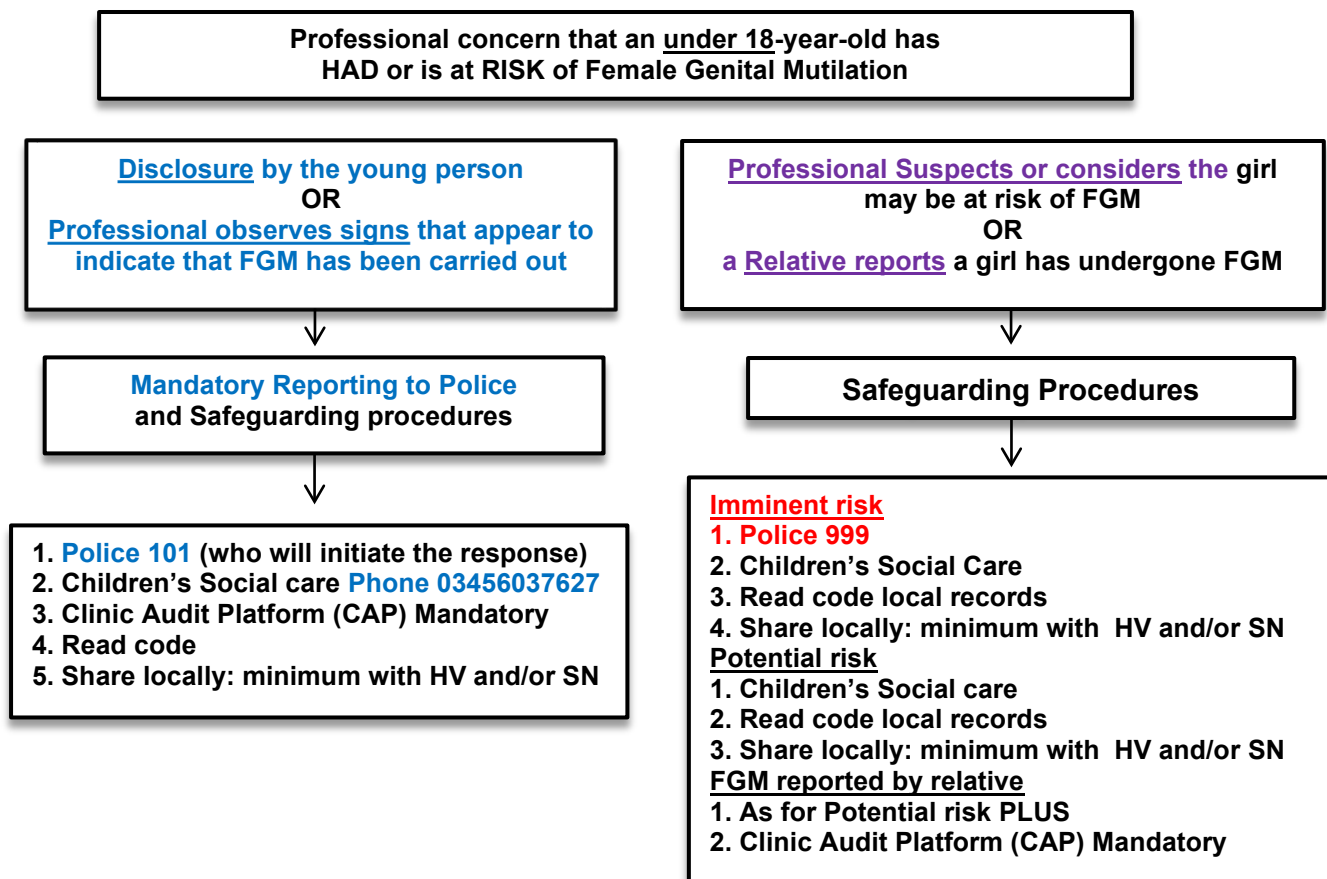 Professional concern that an under 18-year-old has
HAD or is at RISK of Female Genital Mutilation
Disclosure by the young person
OR
Professional observes signs that appear to
indicate that FGM has been carried out
Mandatory Reporting to Police
and Safeguarding procedures
1. Police 101 (who will initiate the response)
2. Children's Social care Phone 03456037627
3. Clinic Audit Platform (CAP) Mandatory
4. Read code
5. Share locally: minimum with HV and/or SN
Professional Suspects or considers the girl
may be at risk of FGM
OR
a Relative reports a girl has undergone FGM
Safeguarding Procedures
Imminent risk
1. Police 999
2. Children's Social Care
3. Read code local records
4. Share locally: minimum with HV and/or SN
Potential risk
1. Children's Social care
2. Read code local records
3. Share locally: minimum with HV and/or SN
FGM reported by relative
1. As for Potential risk PLUS
2. Clinic Audit Platform (CAP) Mandatory